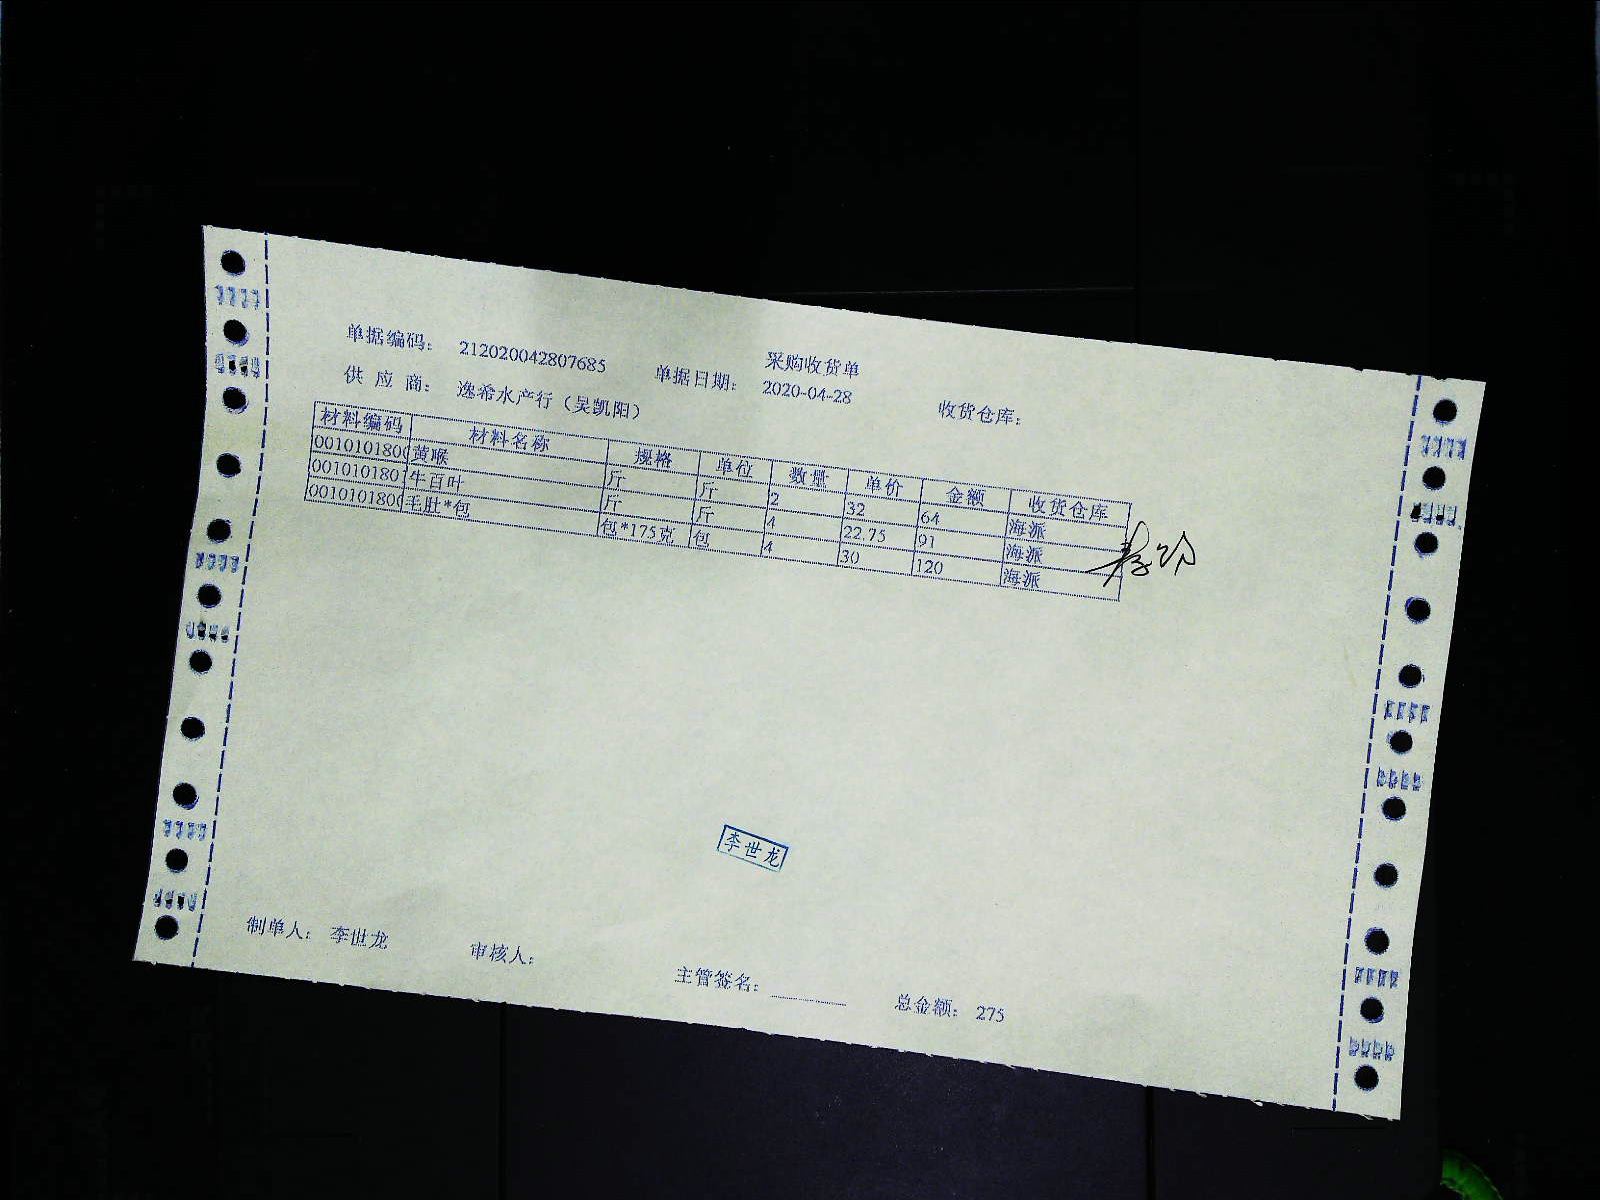 采购收货单
单据编码： 212020042807685 单据日期： 2020-04-28 收货仓库：
供 应 商： 逸希水产行（吴凯阳）
材料编码 材料名称 规格 单位 数量 单价 金额 收货仓库
0010101800 黄喉 斤 斤 2 32 64 海派
0010101801 牛百叶 斤 斤 4 22.75 91 海派
0010101800 毛肚*包 包*175克 包 4 30 120 海派
李世龙
制单人： 李世龙 审核人： 主管签名： 总金额： 275